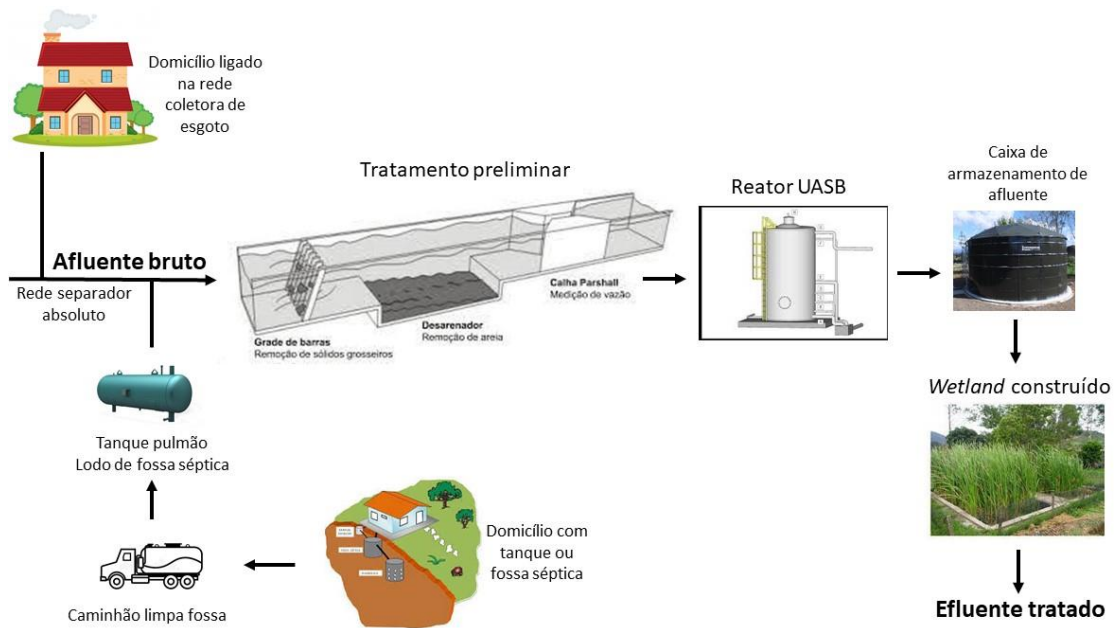 Domicílio ligado
na rede
coletora de
esgoto
Tratamento preliminar
Reator UASB
Caixa de
armazenamento de
afluente
Afluente bruto
Rede separador
absoluto
Calha Parshall
Medição de vazão
Desarenador
Remoção de areia
Grade de barras
Remoção de sólidos grosseiros
Wetland construído
Tanque pulmão
Lodo de fossa séptica
Domicílio com
tanque ou
fossa séptica
Caminhão limpa fossa
Efluente tratado